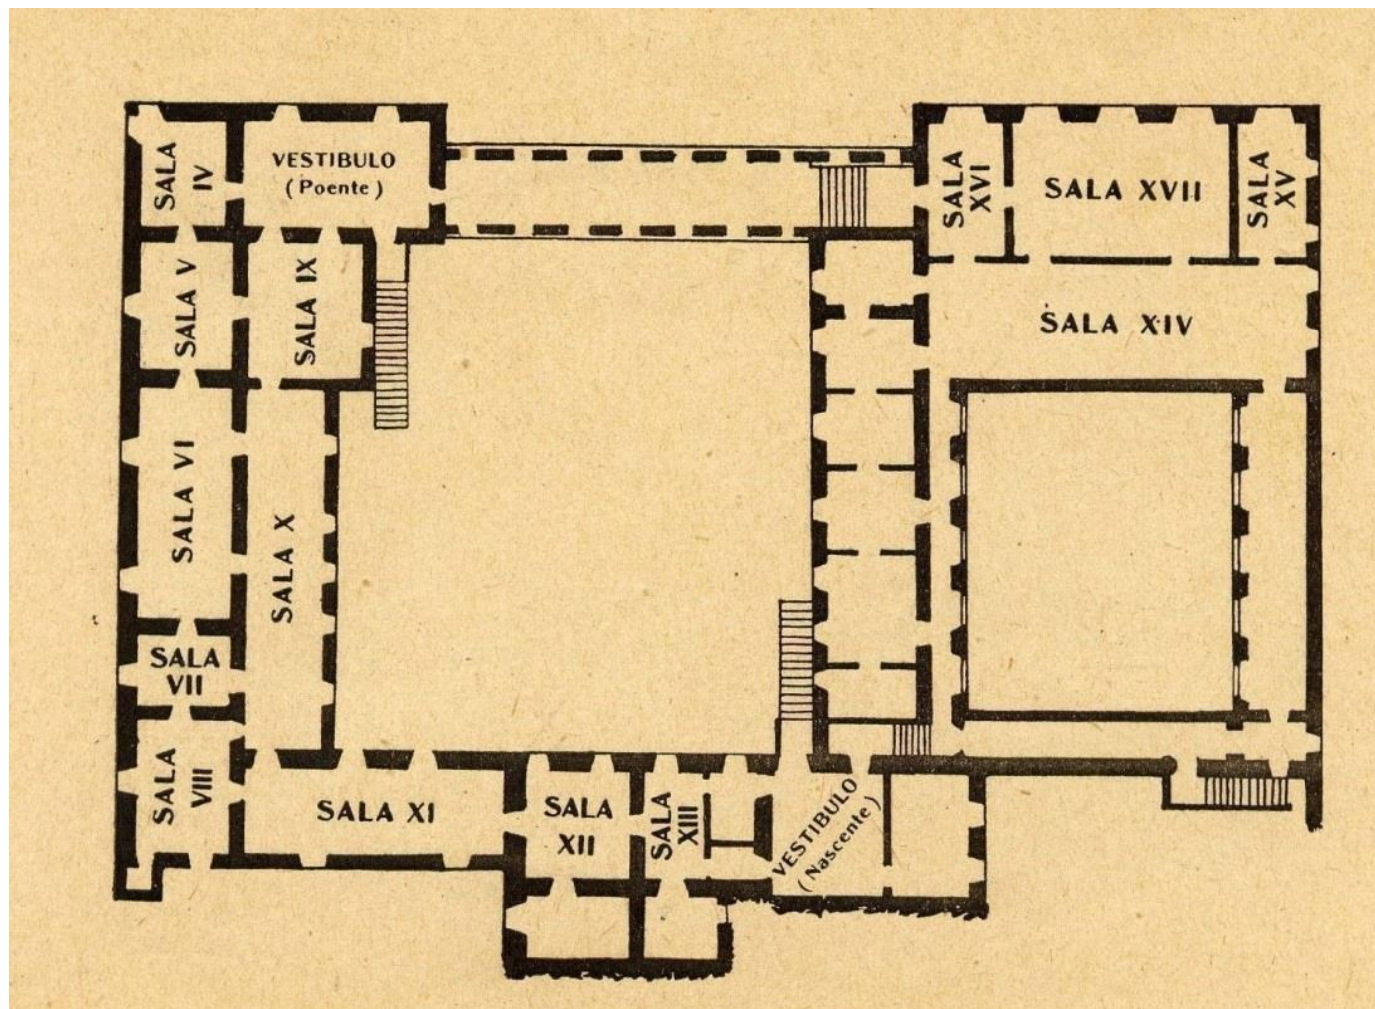 SALA
IV
VESTIBULO
(Poente)
SALA
XVI
SALA XVII
SALA
XV
SALA V
SALA IX
SALA XIV
SALA VI
SALA X
SALA
VII
SALA
VIII
SALA XI
SALA
XII
SALA
XIII
VESTIBULO
(Nascente)